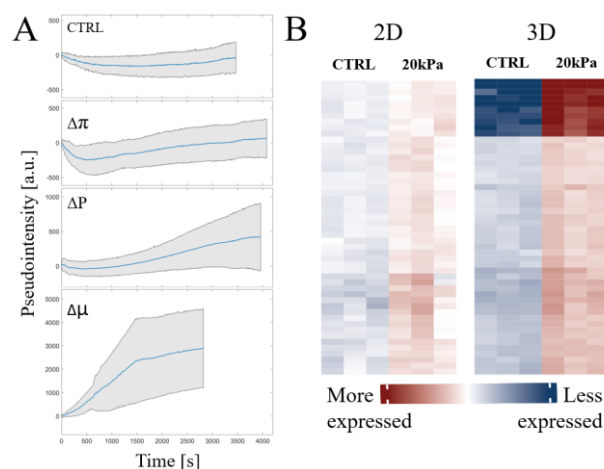 A
CTRL
500
0
-500
Δπ
500
0
-500
ΔP
1000
500
0
Δμ
5000
4000
3000
2000
1000
0
0 500 1000 1500 2000 2500 3000 3500 4000
Pseudointensity [a.u.]
Time [s]
B
2D 3D
CTRL 20kPa CTRL 20kPa
More expressed
Less expressed